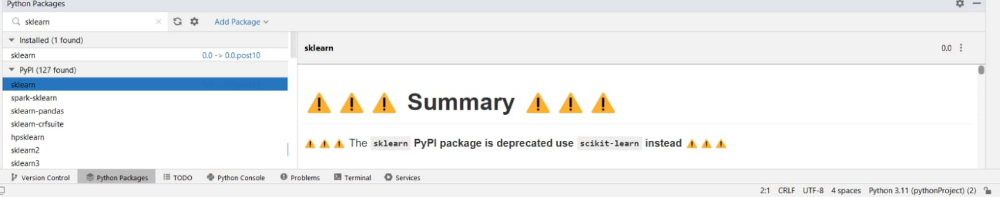 Python Packages
sklearn
Add Package
Installed (1 found)
sklearn 0.0 -> 0.0.post10
PyPI (127 found)
sklearn
spark-sklearn
sklearn-pandas
sklearn-crfsuite
hpsklearn
sklearn2
sklearn3
sklearn 0.0
Summary
The sklearn PyPI package is deprecated use scikit-learn instead
Version Control Python Packages TODO Python Console Problems Terminal Services
2:1 CRLF UTF-8 4 spaces Python 3.11 (pythonProject) (2)